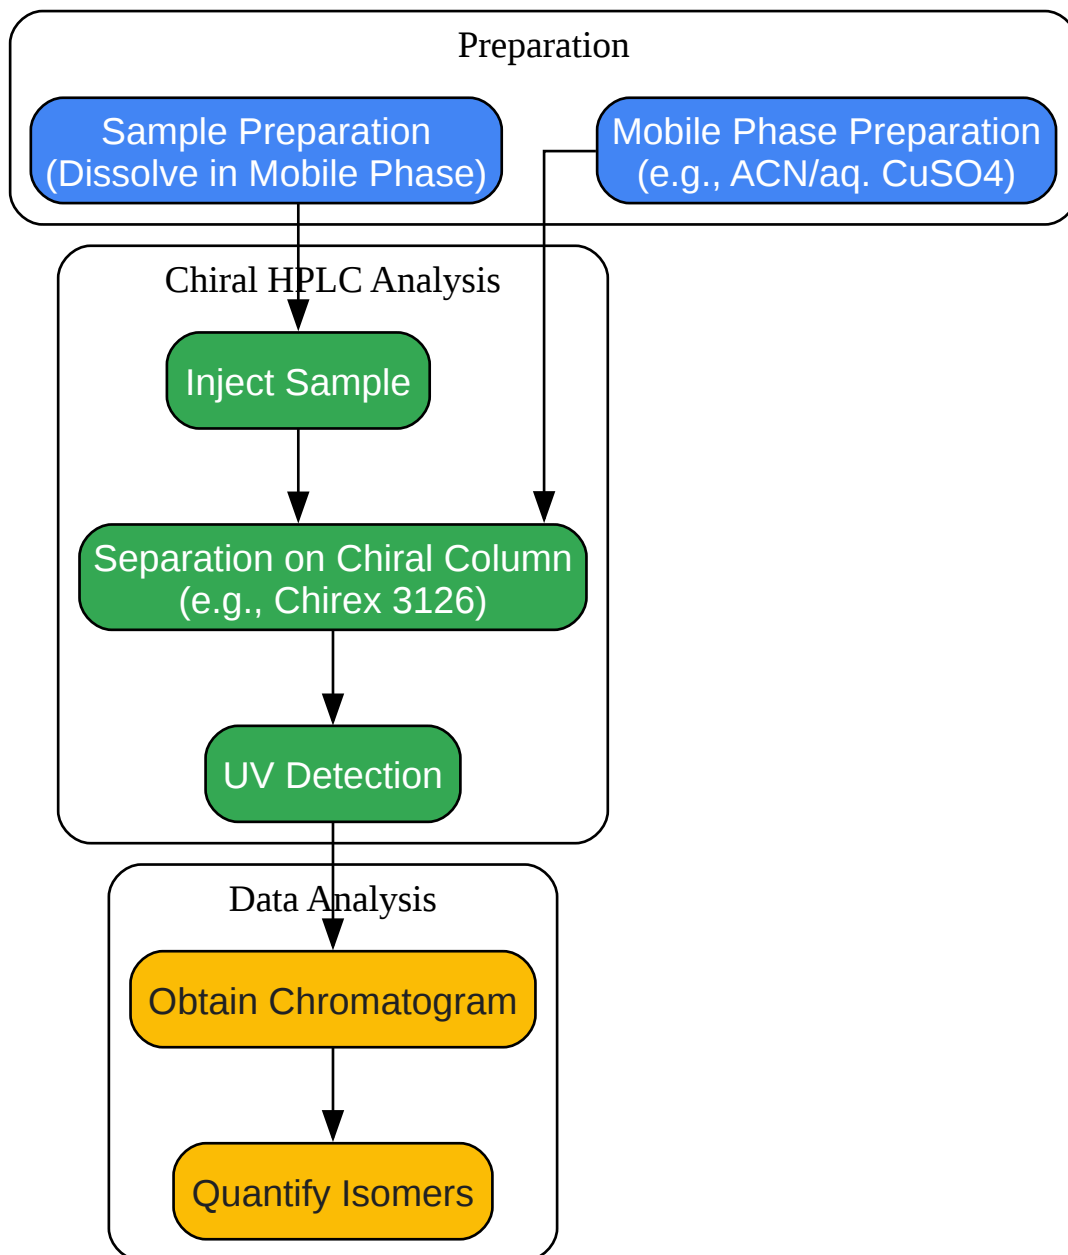 Preparation
Sample Preparation
(Dissolve in Mobile Phase)
Mobile Phase Preparation
(e.g., ACN/aq. CuSO4)
Chiral HPLC Analysis
Inject Sample
Separation on Chiral Column
(e.g., Chirex 3126)
UV Detection
Data Analysis
Obtain Chromatogram
Quantify Isomers